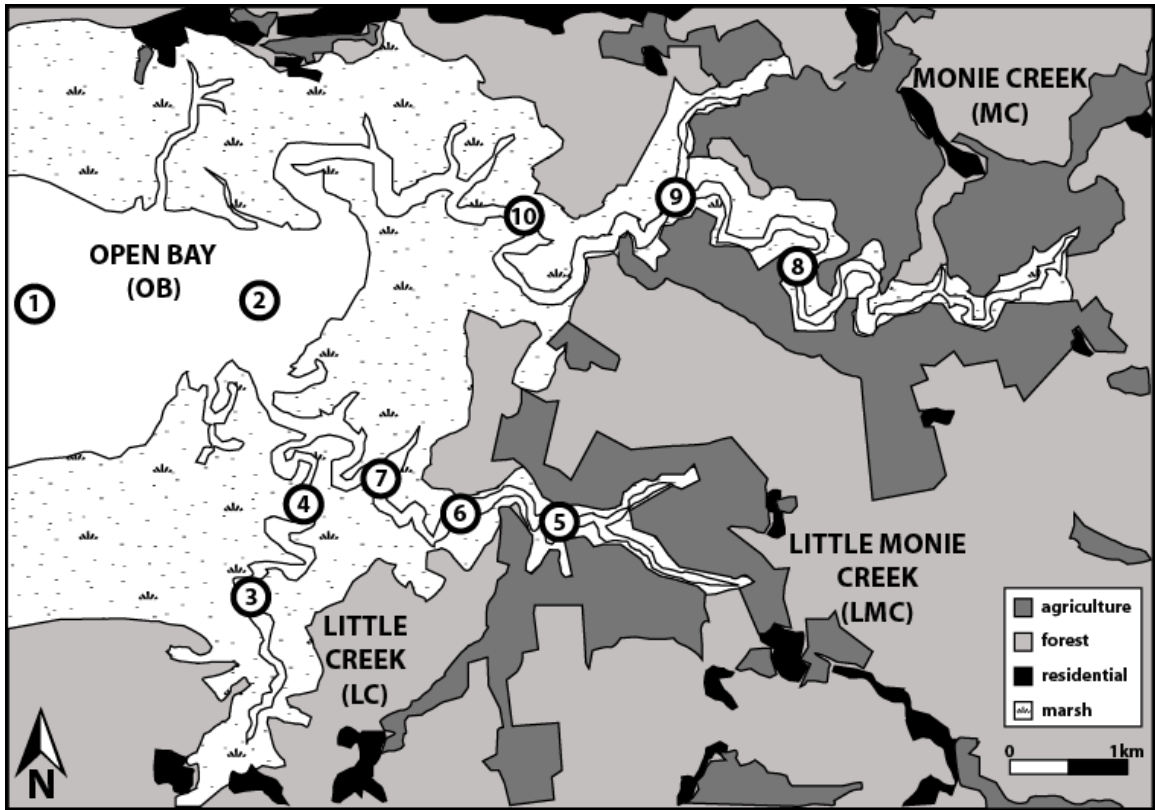 MONIE CREEK
(MC)
9
10
OPEN BAY
(OB)
8
1
2
7
4
6
5
3
LITTLE MONIE
CREEK
(LMC)
LITTLE
CREEK
(LC)
agriculture
forest
residential
marsh
N
0 1km